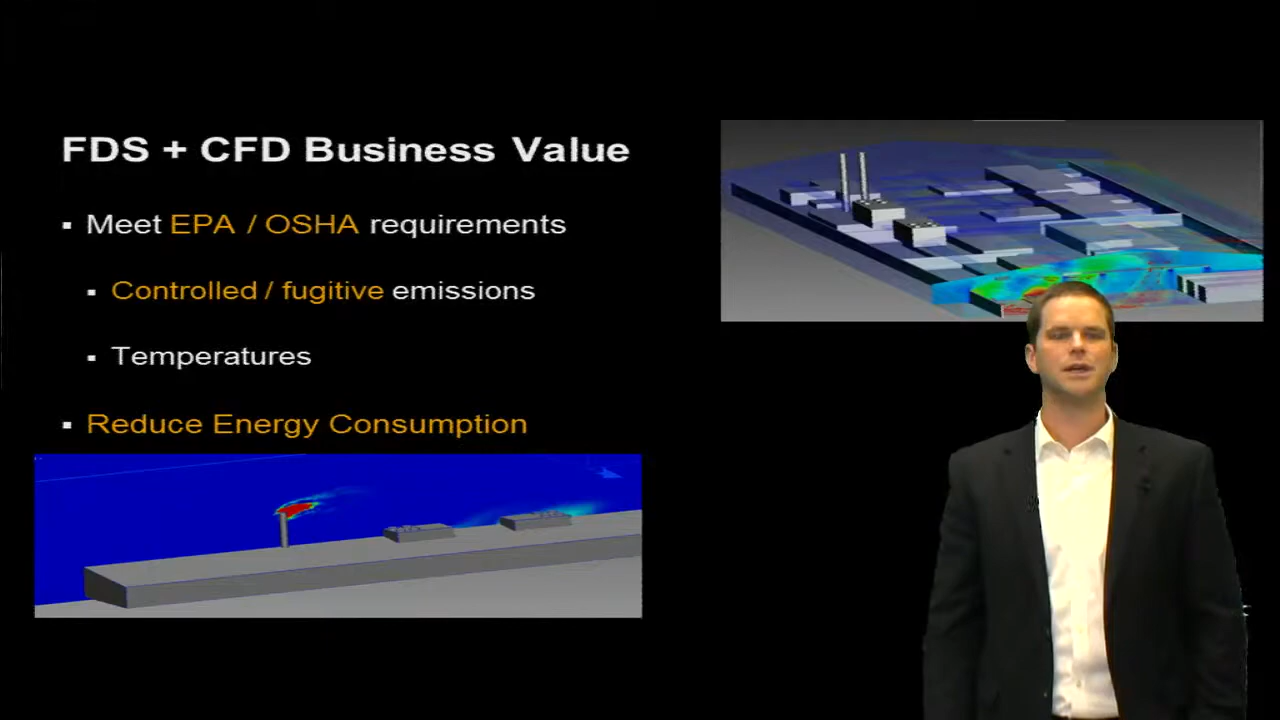 FDS + CFD Business Value
▪ Meet EPA / OSHA requirements
▪ Controlled / fugitive emissions
▪ Temperatures
▪ Reduce Energy Consumption